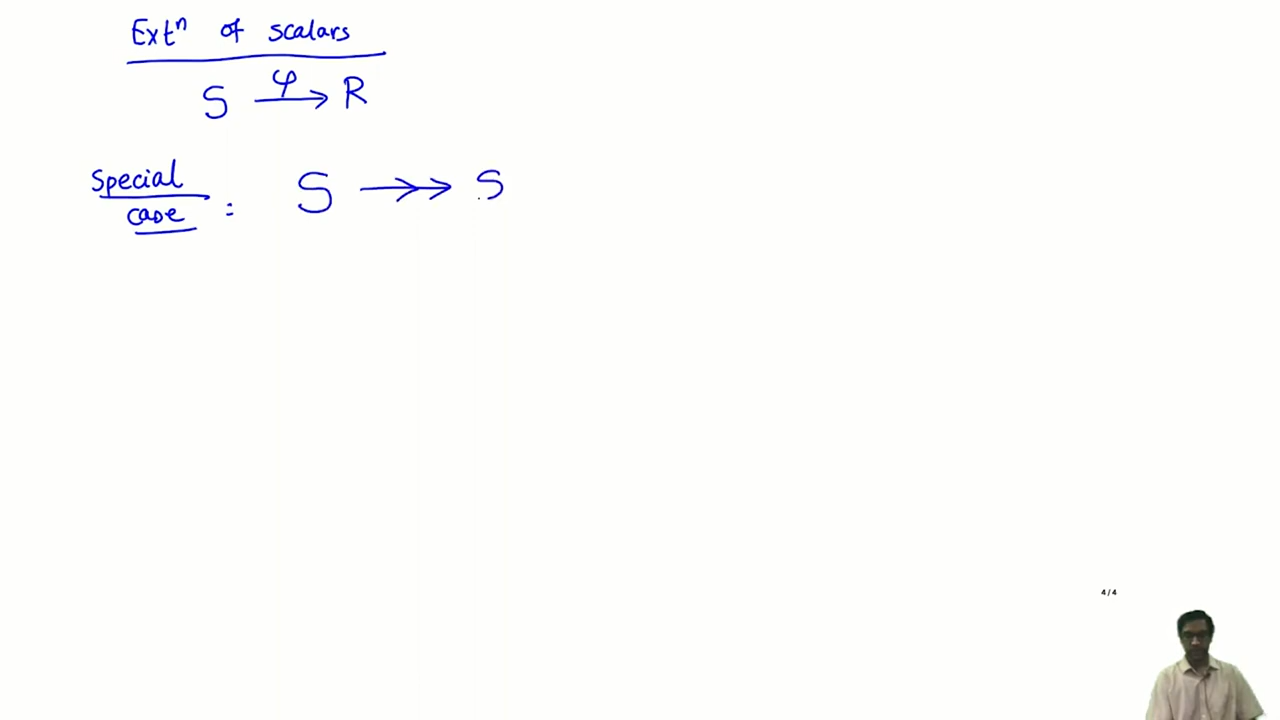 Extⁿ of scalars
S —φ→ R
Special case : S ↠ S
4 / 4